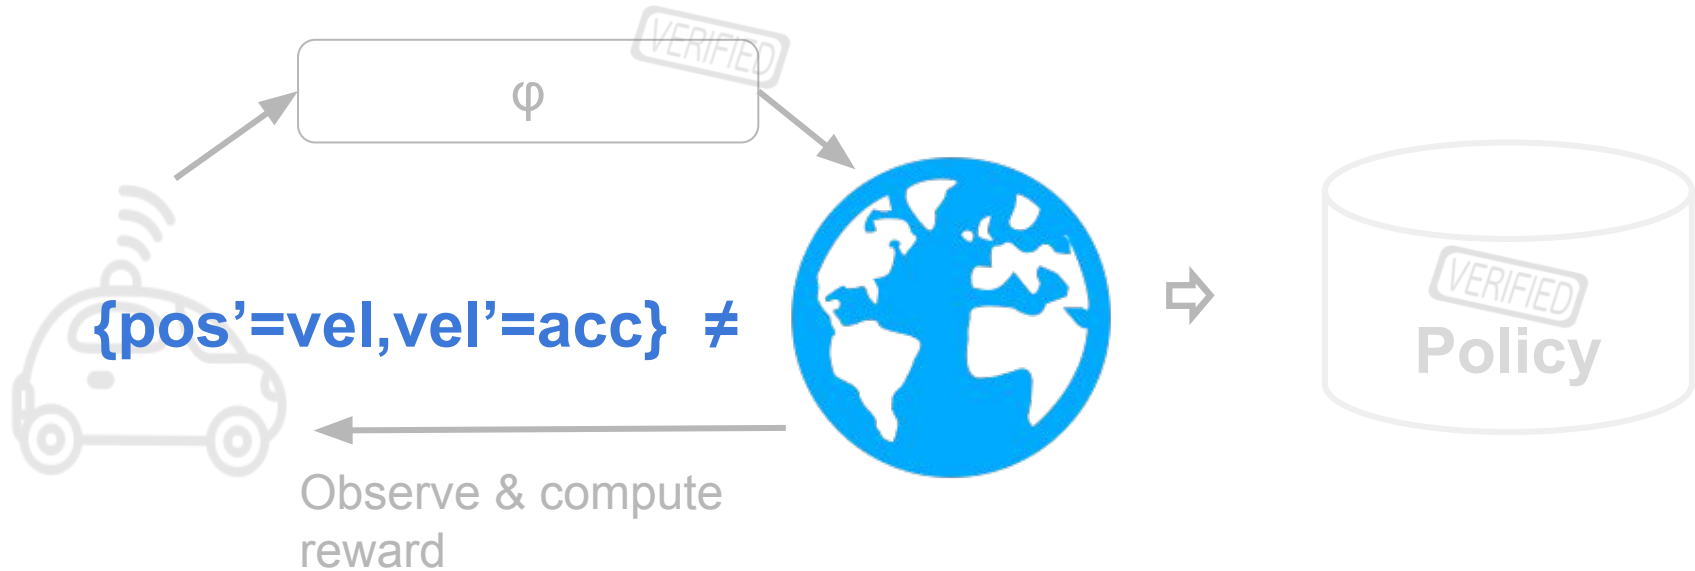 VERIFIED
φ
{pos’=vel,vel’=acc} ≠
VERIFIED
Policy
Observe & compute
reward